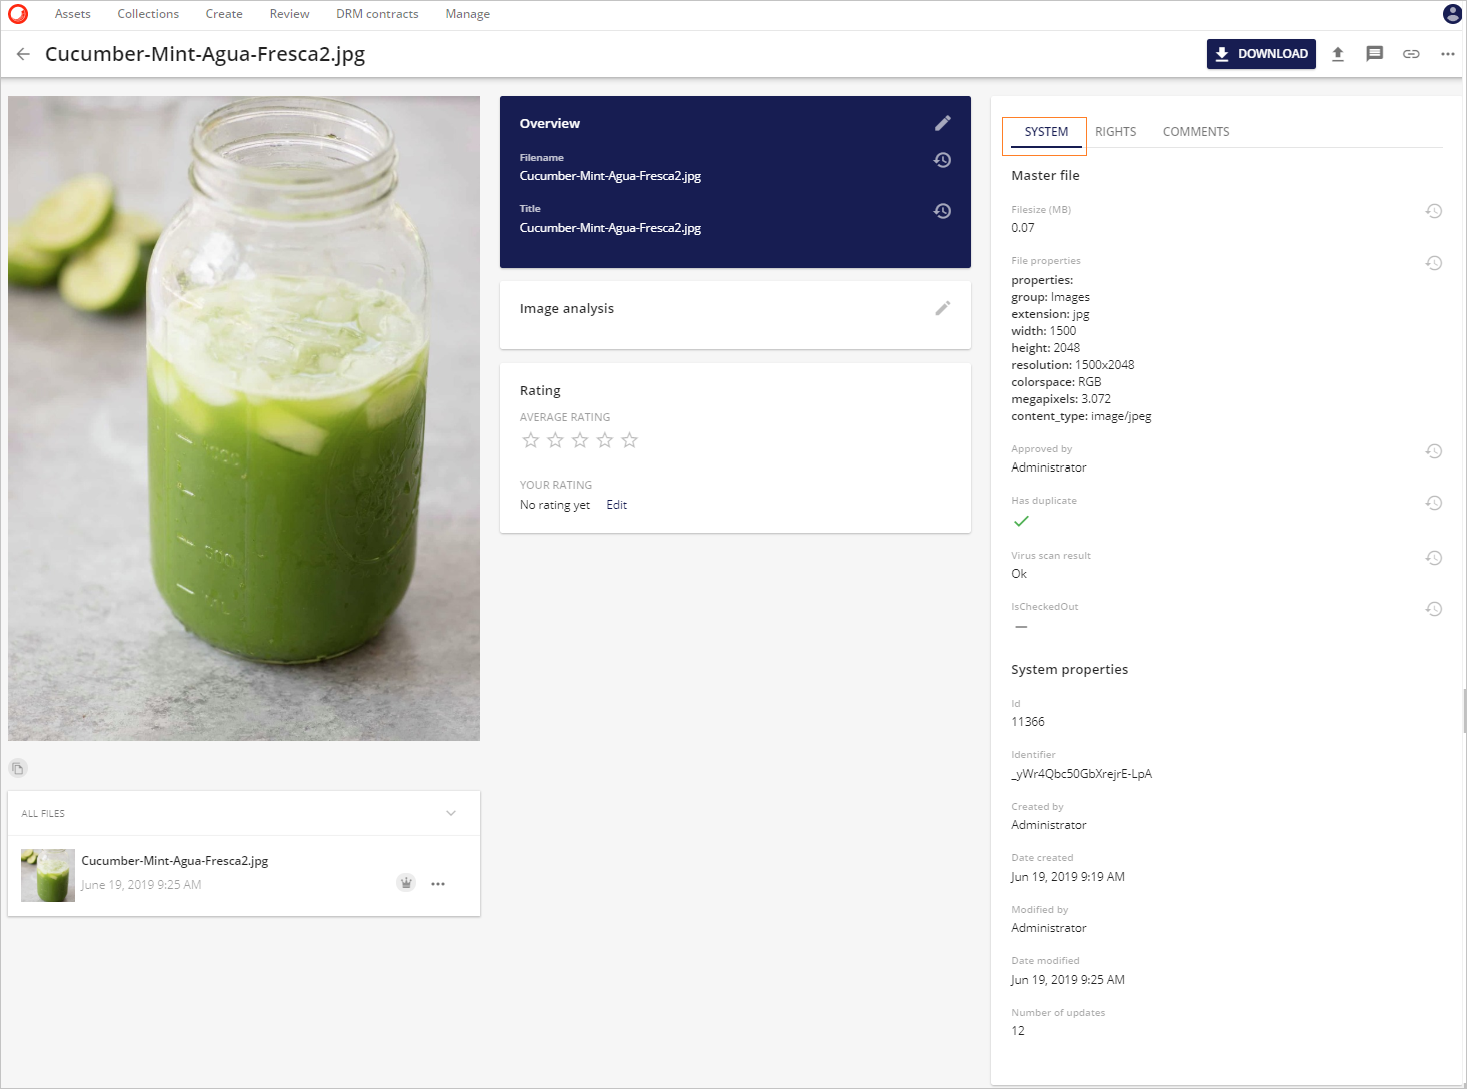 Assets Collections Create Review DRM contracts Manage
Cucumber-Mint-Agua-Fresca2.jpg
DOWNLOAD
Overview
Filename
Cucumber-Mint-Agua-Fresca2.jpg
Title
Cucumber-Mint-Agua-Fresca2.jpg
Image analysis
Rating
AVERAGE RATING
YOUR RATING
No rating yet Edit
SYSTEM RIGHTS COMMENTS
Master file
Filesize (MB)
0.07
File properties
properties:
group: Images
extension: jpg
width: 1500
height: 2048
resolution: 1500x2048
colorspace: RGB
megapixels: 3.072
content_type: image/jpeg
Approved by
Administrator
Has duplicate
Virus scan result
Ok
IsCheckedOut
System properties
Id
11366
Identifier
_yWr4Qbc50GbXrejrE-LpA
Created by
Administrator
Date created
Jun 19, 2019 9:19 AM
Modified by
Administrator
Date modified
Jun 19, 2019 9:25 AM
Number of updates
12
ALL FILES
Cucumber-Mint-Agua-Fresca2.jpg
June 19, 2019 9:25 AM